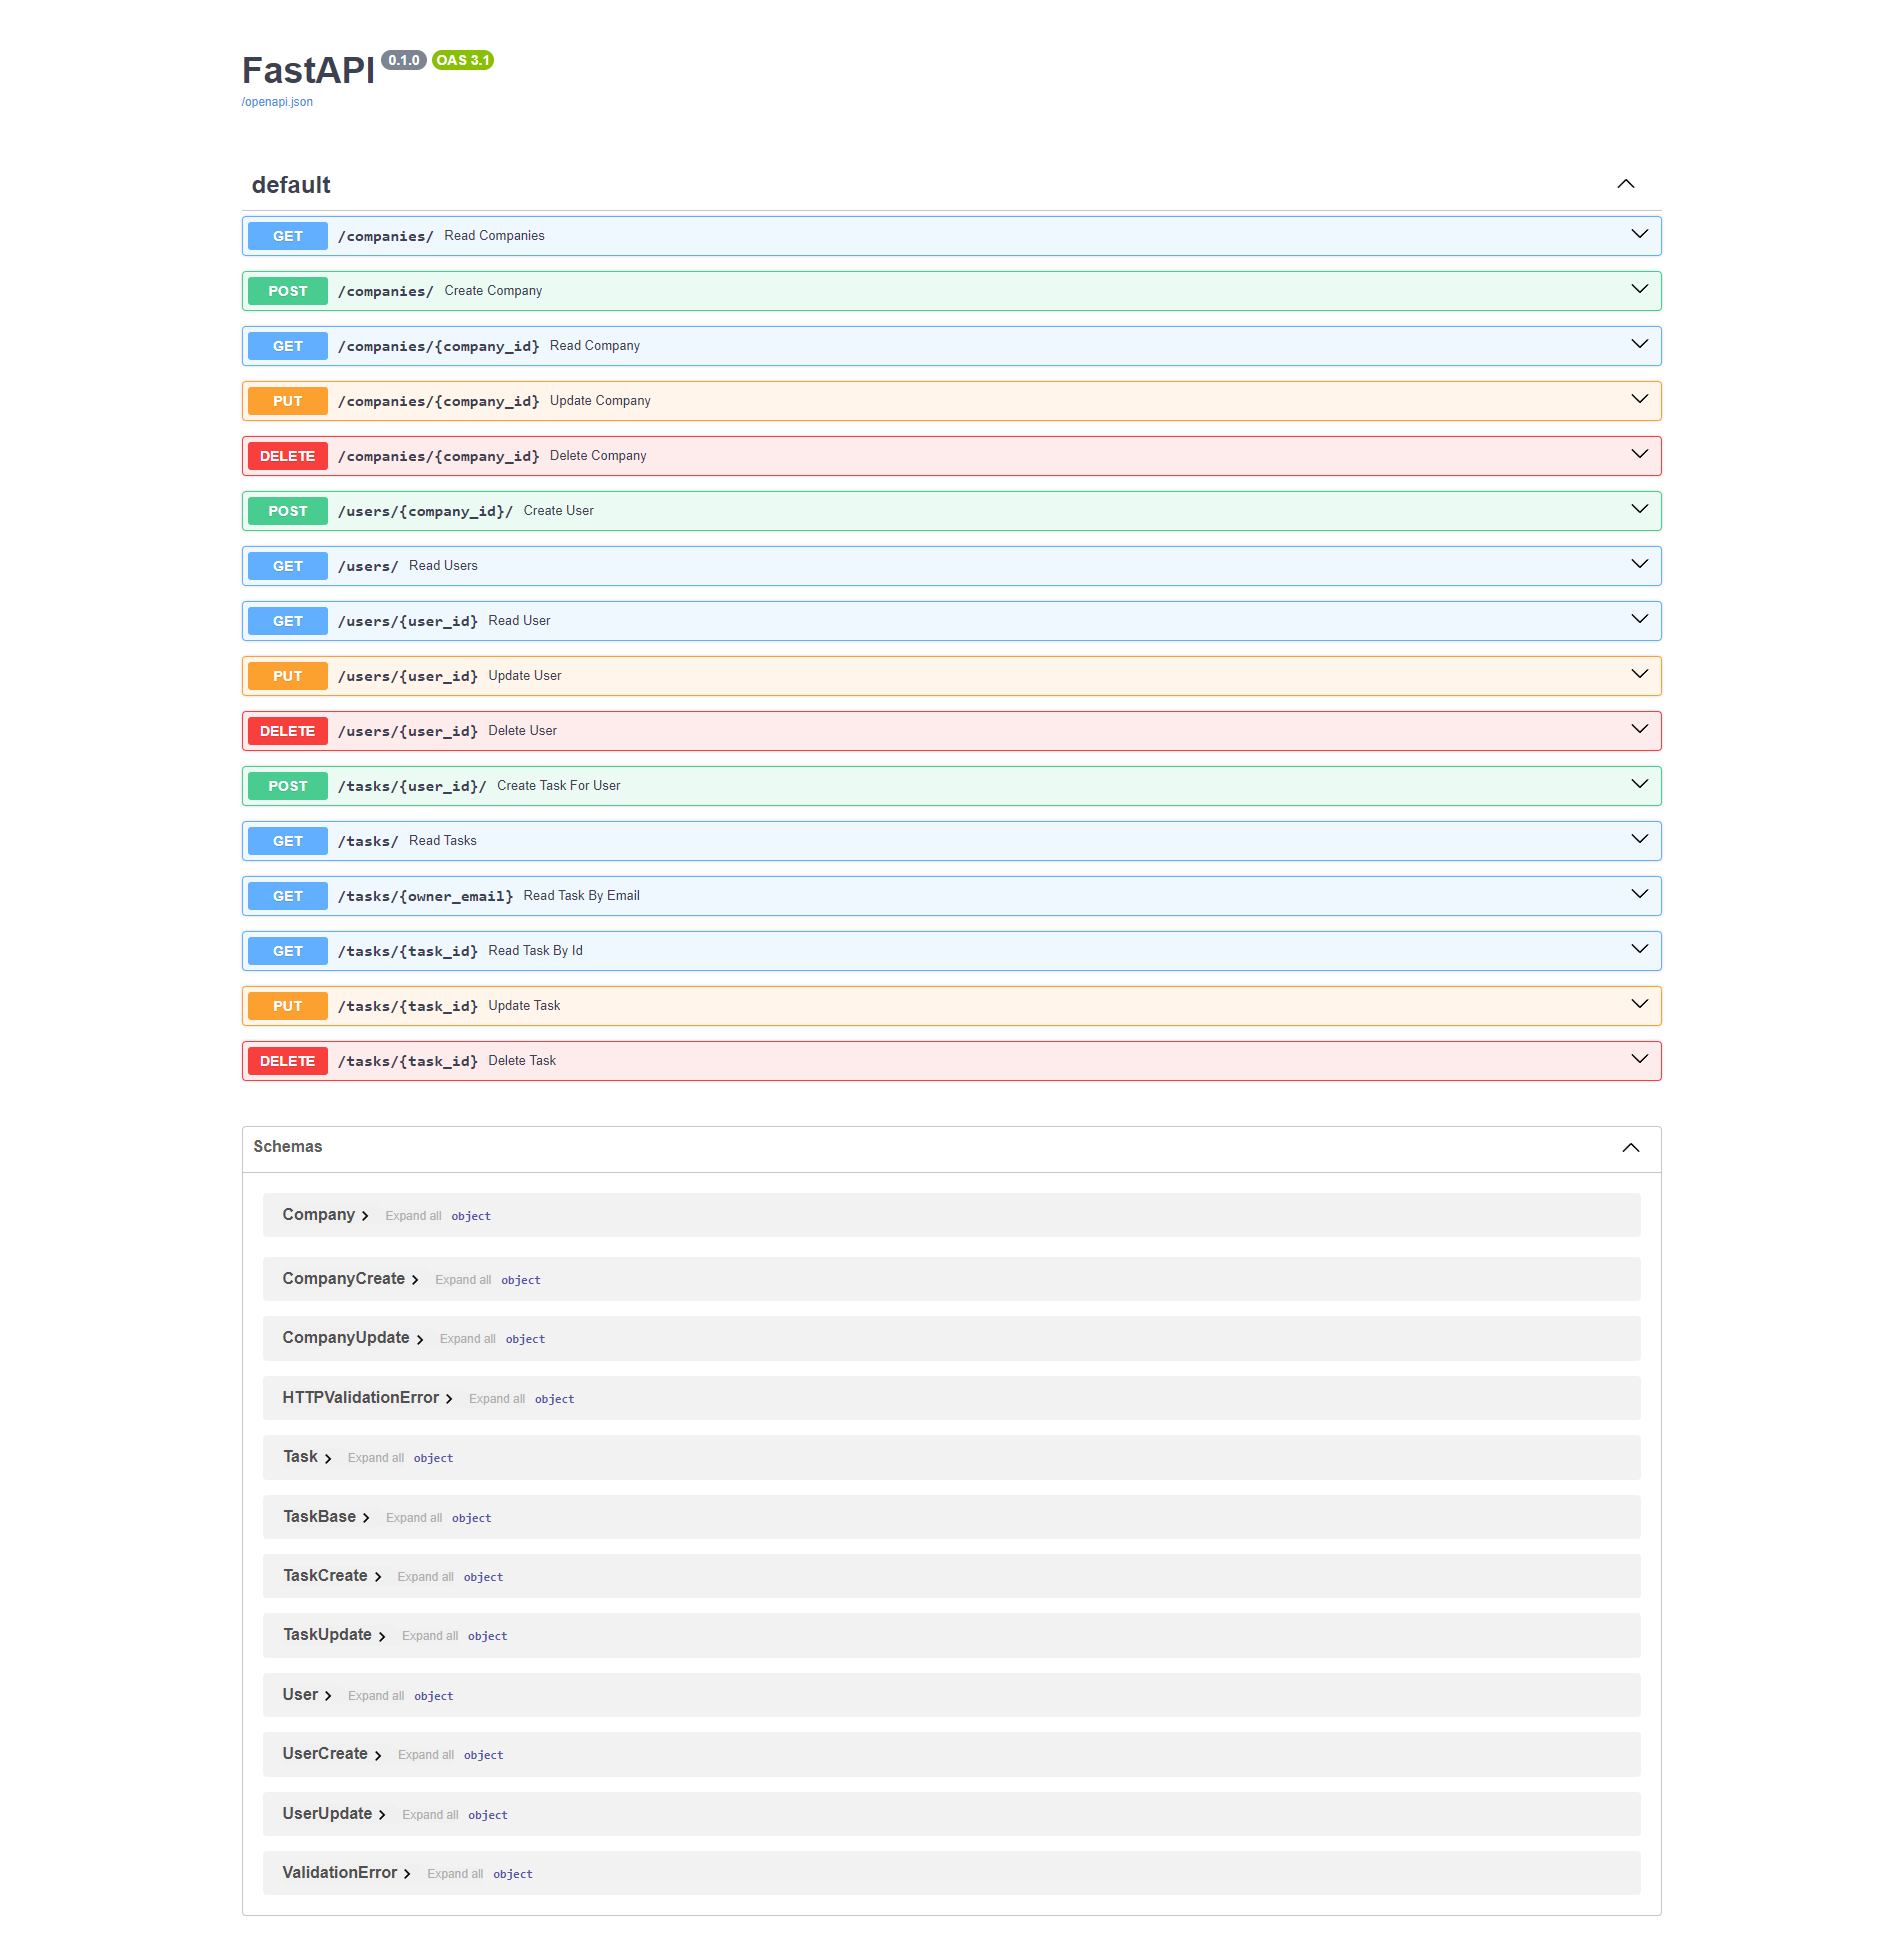 FastAPI 0.1.0 OAS 3.1
/openapi.json
default
GET /companies/ Read Companies
POST /companies/ Create Company
GET /companies/{company_id} Read Company
PUT /companies/{company_id} Update Company
DELETE /companies/{company_id} Delete Company
POST /users/{company_id}/ Create User
GET /users/ Read Users
GET /users/{user_id} Read User
PUT /users/{user_id} Update User
DELETE /users/{user_id} Delete User
POST /tasks/{user_id}/ Create Task For User
GET /tasks/ Read Tasks
GET /tasks/{owner_email} Read Task By Email
GET /tasks/{task_id} Read Task By Id
PUT /tasks/{task_id} Update Task
DELETE /tasks/{task_id} Delete Task
Schemas
Company Expand all object
CompanyCreate Expand all object
CompanyUpdate Expand all object
HTTPValidationError Expand all object
Task Expand all object
TaskBase Expand all object
TaskCreate Expand all object
TaskUpdate Expand all object
User Expand all object
UserCreate Expand all object
UserUpdate Expand all object
ValidationError Expand all object